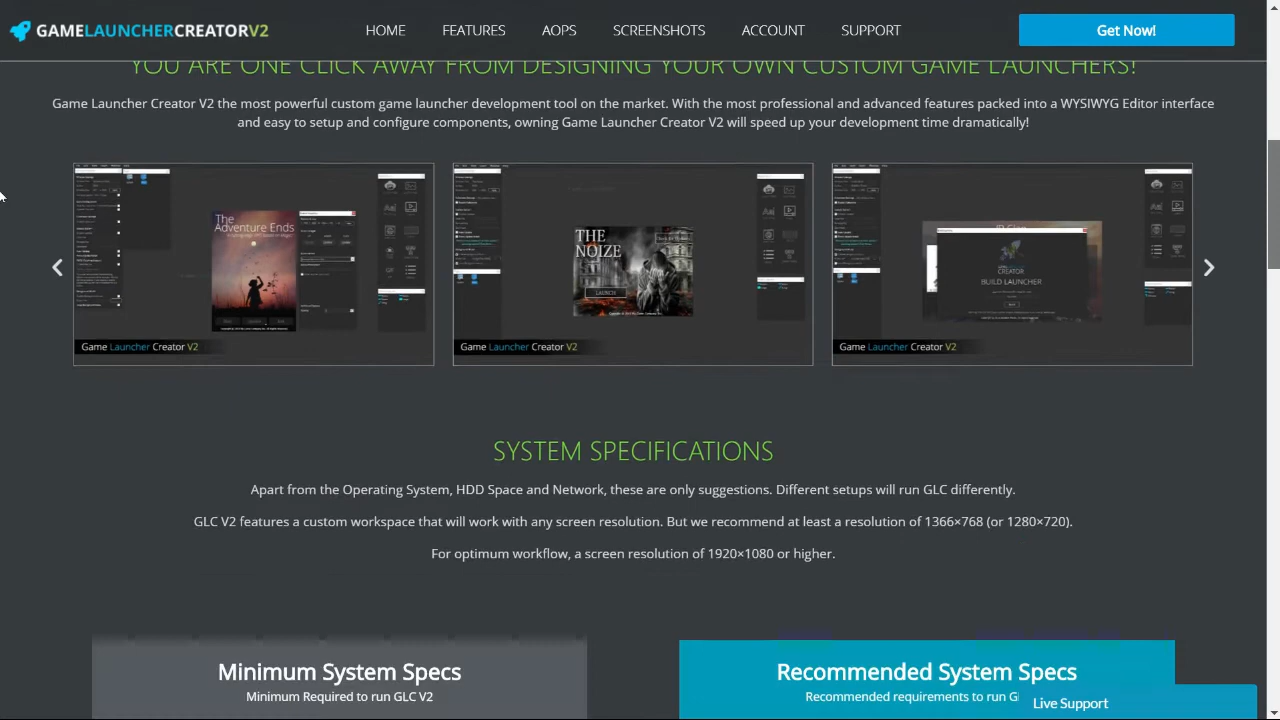 GAMELAUNCHERCREATORV2
HOME FEATURES AOPS SCREENSHOTS ACCOUNT SUPPORT
Get Now!
YOU ARE ONE CLICK AWAY FROM DESIGNING YOUR OWN CUSTOM GAME LAUNCHERS!
Game Launcher Creator V2 the most powerful custom game launcher development tool on the market. With the most professional and advanced features packed into a WYSIWYG Editor interface
and easy to setup and configure components, owning Game Launcher Creator V2 will speed up your development time dramatically!
The
Adventure Ends
Game Launcher Creator V2
THE
NOIZE
LAUNCH
Game Launcher Creator V2
CREATOR
BUILD LAUNCHER
Game Launcher Creator V2
SYSTEM SPECIFICATIONS
Apart from the Operating System, HDD Space and Network, these are only suggestions. Different setups will run GLC differently.
GLC V2 features a custom workspace that will work with any screen resolution. But we recommend at least a resolution of 1366×768 (or 1280×720).
For optimum workflow, a screen resolution of 1920×1080 or higher.
Minimum System Specs
Minimum Required to run GLC V2
Recommended System Specs
Recommended requirements to run G
Live Support